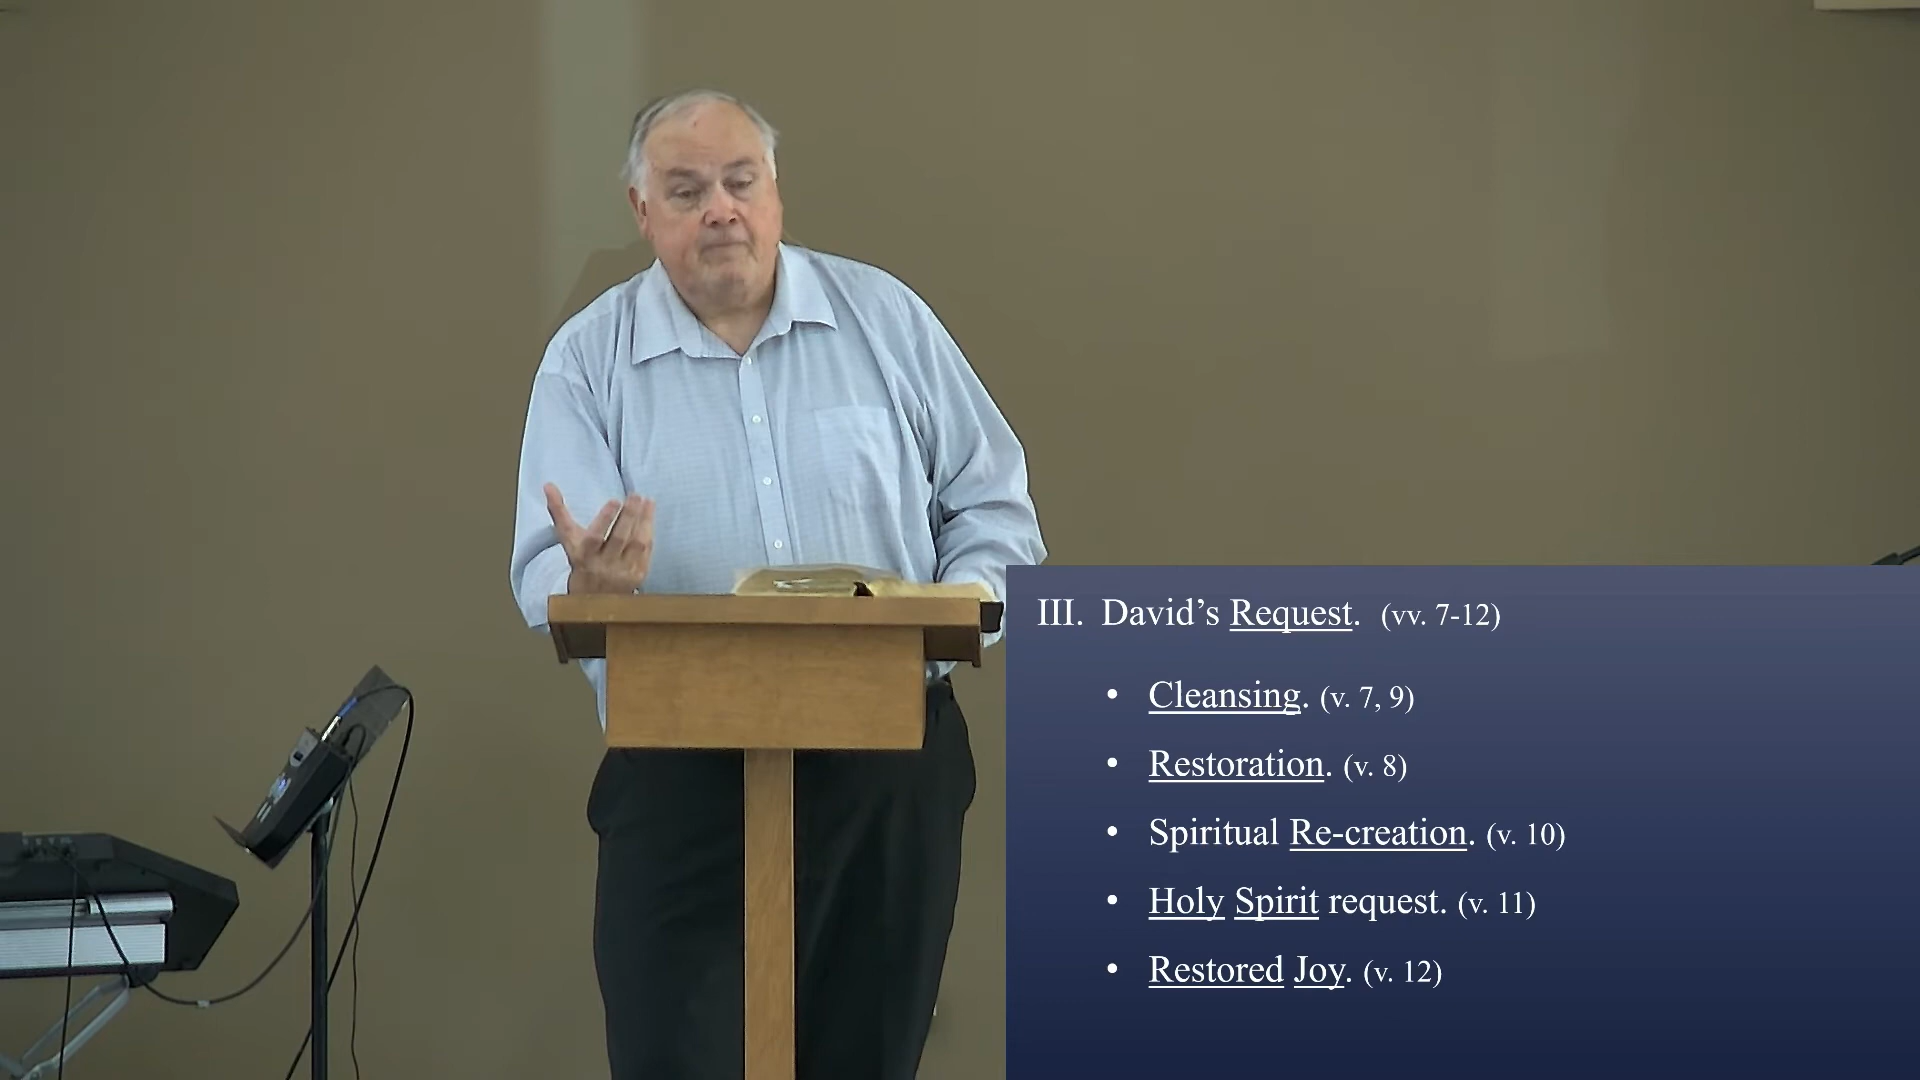 III. David’s Request. (vv. 7-12)
• Cleansing. (v. 7, 9)
• Restoration. (v. 8)
• Spiritual Re-creation. (v. 10)
• Holy Spirit request. (v. 11)
• Restored Joy. (v. 12)